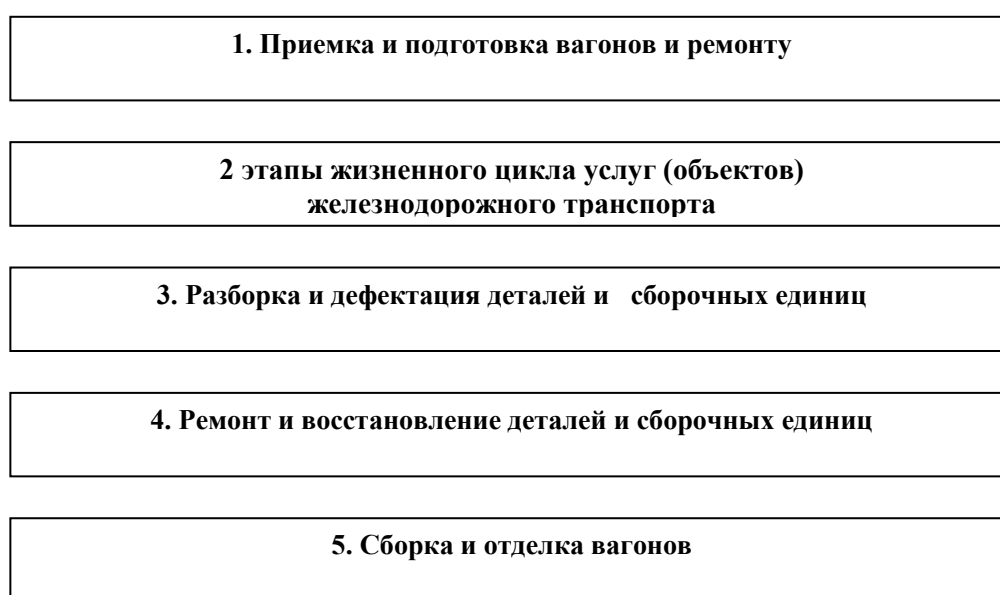 1. Приемка и подготовка вагонов и ремонту
2 этапы жизненного цикла услуг (объектов)
железнодорожного транспорта
3. Разборка и дефектация деталей и сборочных единиц
4. Ремонт и восстановление деталей и сборочных единиц
5. Сборка и отделка вагонов